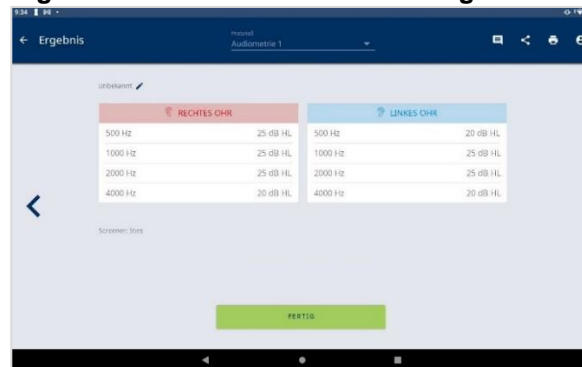 9:34
← Ergebnis
Protokoll
Audiometrie 1
Unbekannt
RECHTES OHR
LINKES OHR
500 Hz 25 dB HL 500 Hz 20 dB HL
1000 Hz 25 dB HL 1000 Hz 25 dB HL
2000 Hz 25 dB HL 2000 Hz 25 dB HL
4000 Hz 20 dB HL 4000 Hz 20 dB HL
FERTIG